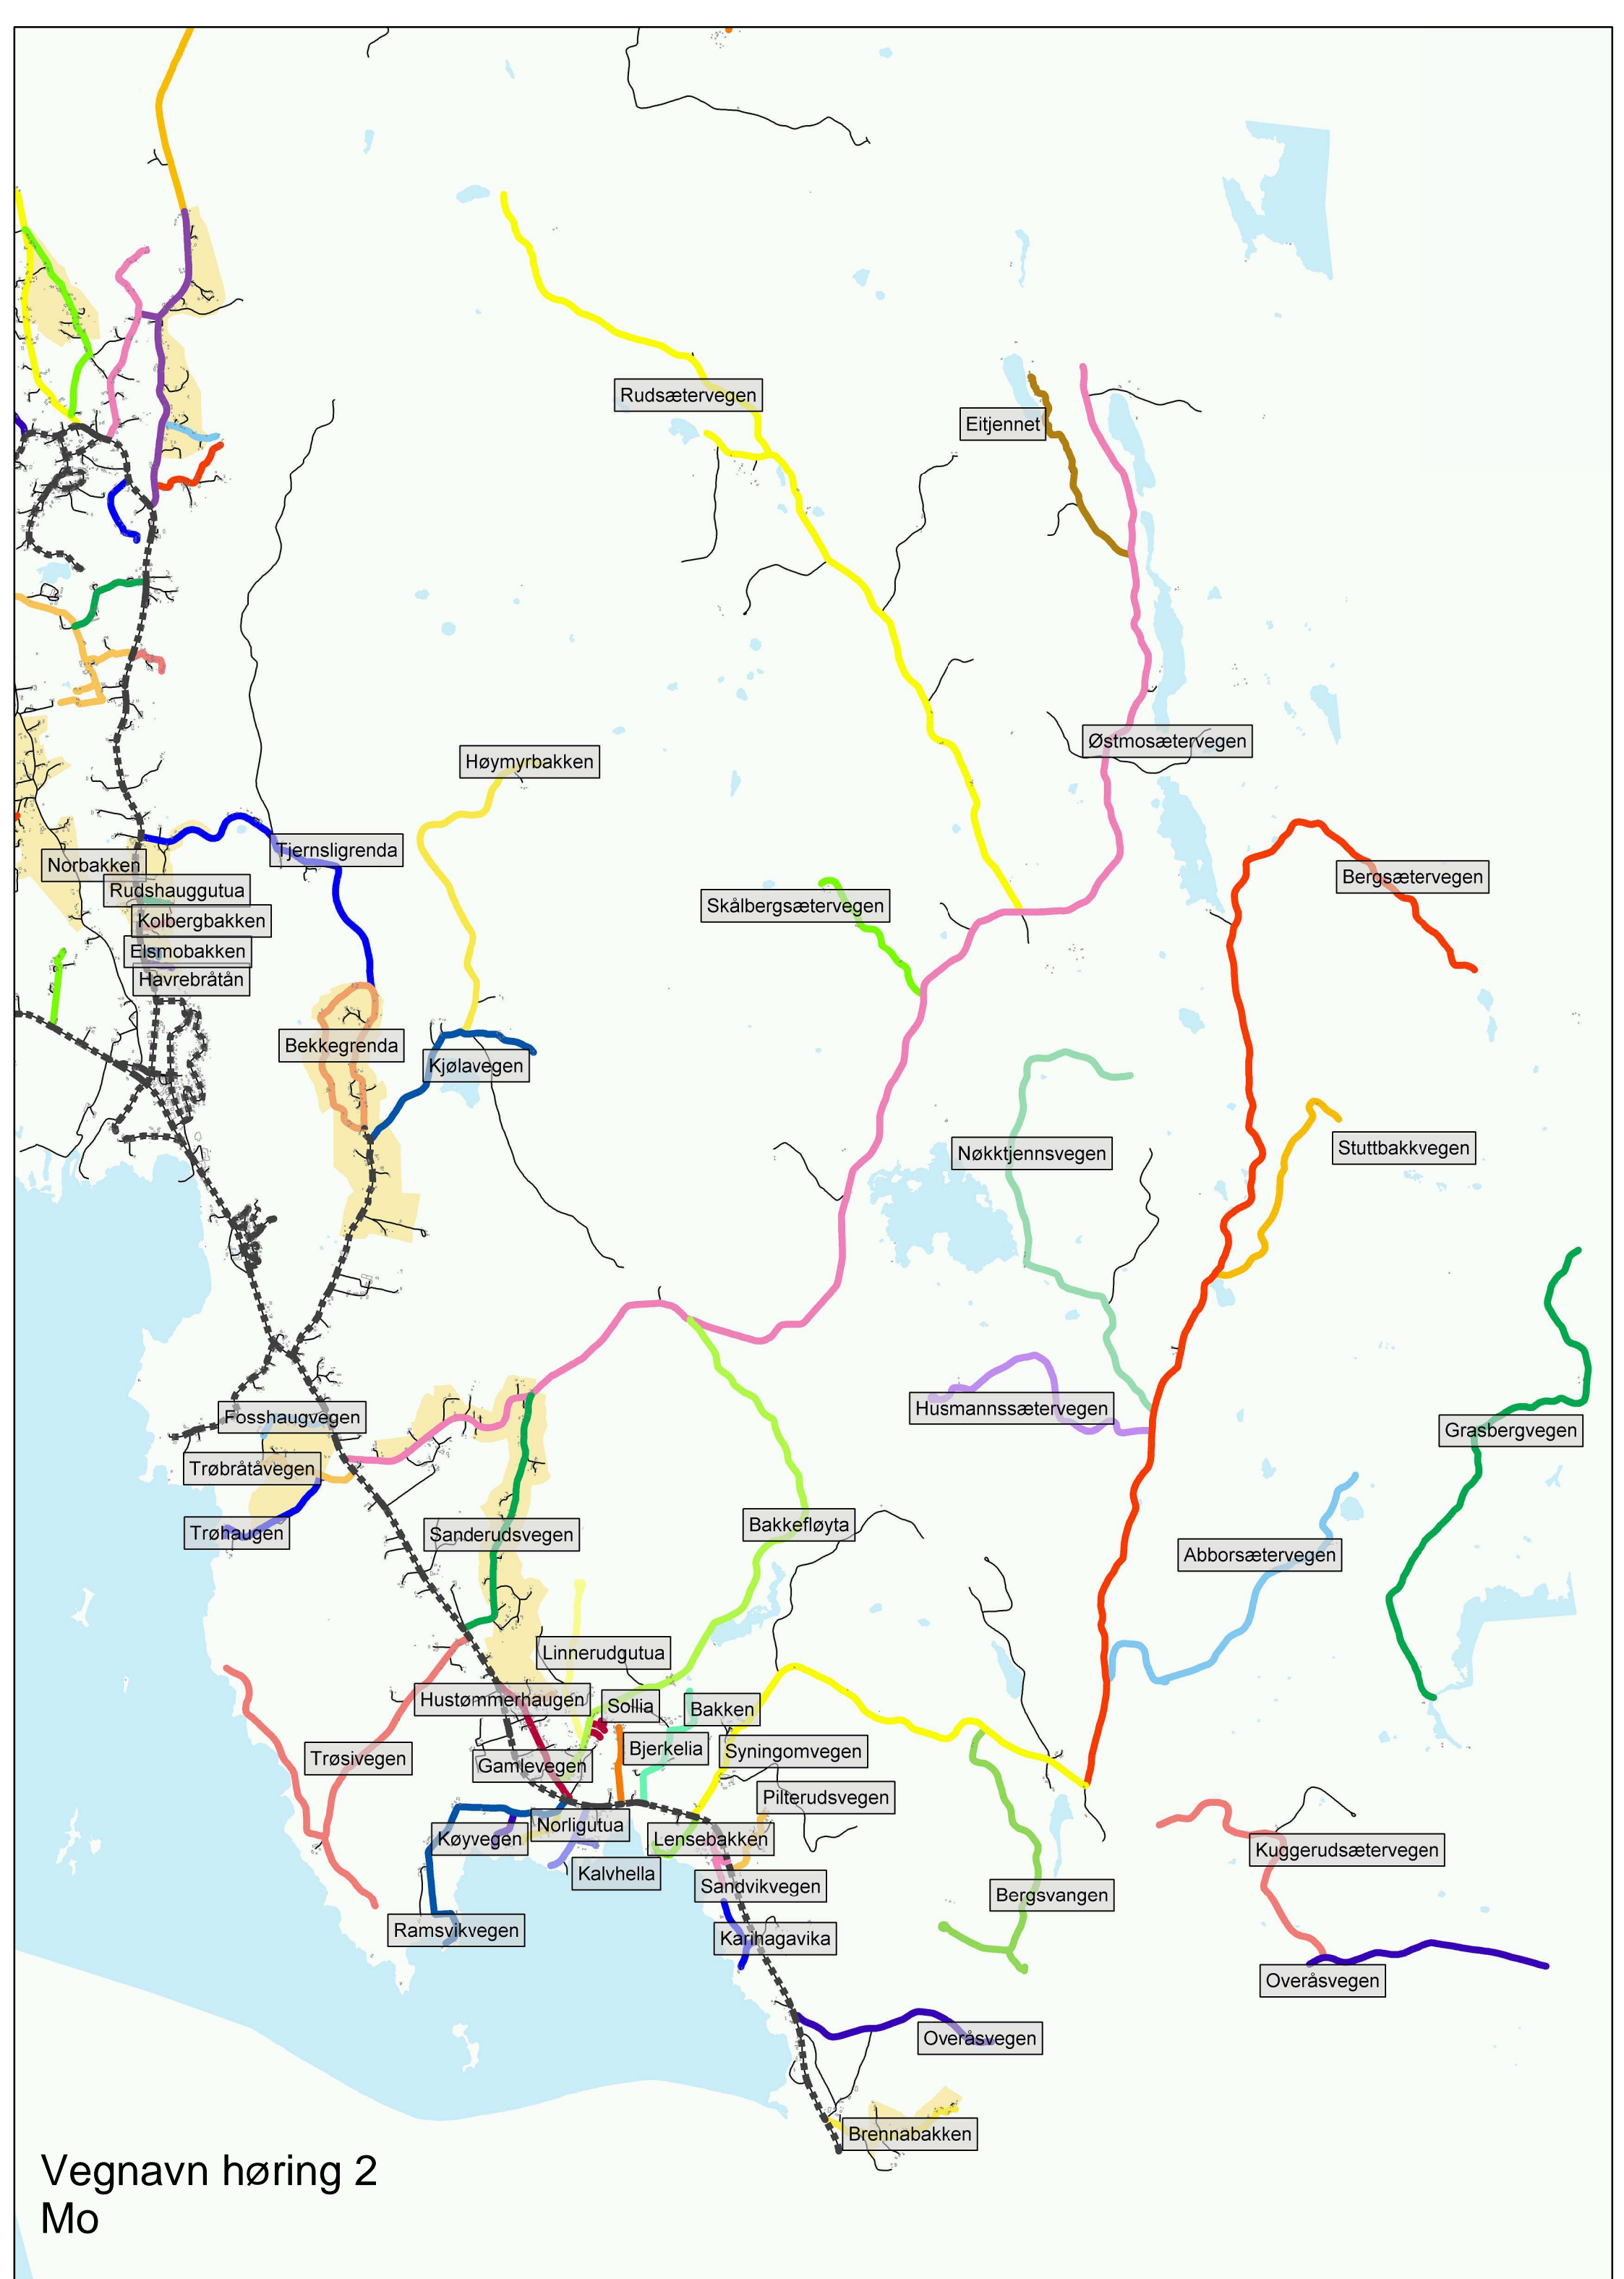 Rudsætervegen
Eitjennet
Østmosætervegen
Høymyrbakken
Tjernsligrenda
Norbakken
Bergsætervegen
Rudshauggutua
Skålbergsætervegen
Kolbergbakken
Elsmobakken
Havrebråtån
Bekkegrenda
Kjølavegen
Stuttbakkvegen
Nøkktjennsvegen
Husmannssætervegen
Fosshaugvegen
Grasbergvegen
Trøbråtåvegen
Bakkefløyta
Trøhaugen
Sanderudsvegen
Abborsætervegen
Linnerudgutua
Hustømmerhaugen
Sollia
Bakken
Bjerkelia
Syningomvegen
Trøsivegen
Gamlevegen
Pilterudsvegen
Norligutua
Køyvegen
Lensebakken
Kuggerudsætervegen
Kalvhella
Sandvikvegen
Bergsvangen
Ramsvikvegen
Karihagavika
Overåsvegen
Overåsvegen
Brennabakken
Vegnavn høring 2
Mo